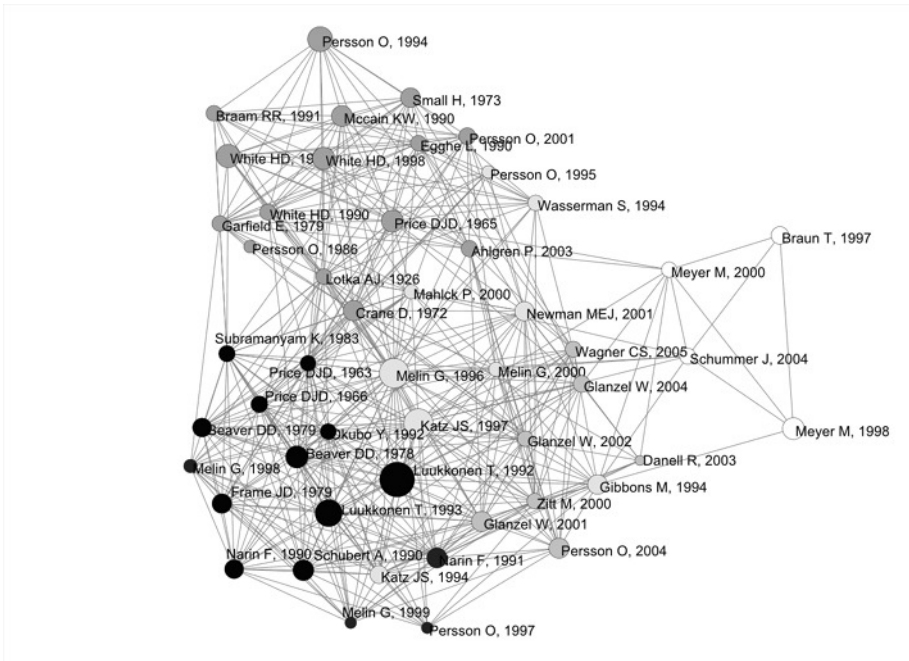 Persson O, 1994
Small H, 1973
Braam RR, 1991
Mccain KW, 1990
Persson O, 2001
Egghe L, 1990
White HD, 19
White HD, 1998
Persson O, 1995
Wasserman S, 1994
White HD, 1990
Garfield E, 1979
Price DJD, 1965
Braun T, 1997
Persson O, 1986
Ahlgren P, 2003
Meyer M, 2000
Lotka AJ, 1926
Mahlck P, 2000
Crane D, 1972
Newman MEJ, 2001
Subramanyam K, 1983
Wagner CS, 2005
Schummer J, 2004
Price DJD, 1963
Melin G, 1996
Melin G, 2000
Glanzel W, 2004
Price DJD, 1966
Katz JS, 1997
Meyer M, 1998
Beaver DD, 1979
Okubo Y, 1992
Glanzel W, 2002
Beaver DD, 1978
Danell R, 2003
Melin G, 1998
Luukkonen T, 1992
Gibbons M, 1994
Frame JD, 1979
Zitt M, 2000
Luukkonen T, 1993
Glanzel W, 2001
Persson O, 2004
Narin F, 1990
Schubert A, 1990
Narin F, 1991
Katz JS, 1994
Melin G, 1999
Persson O, 1997